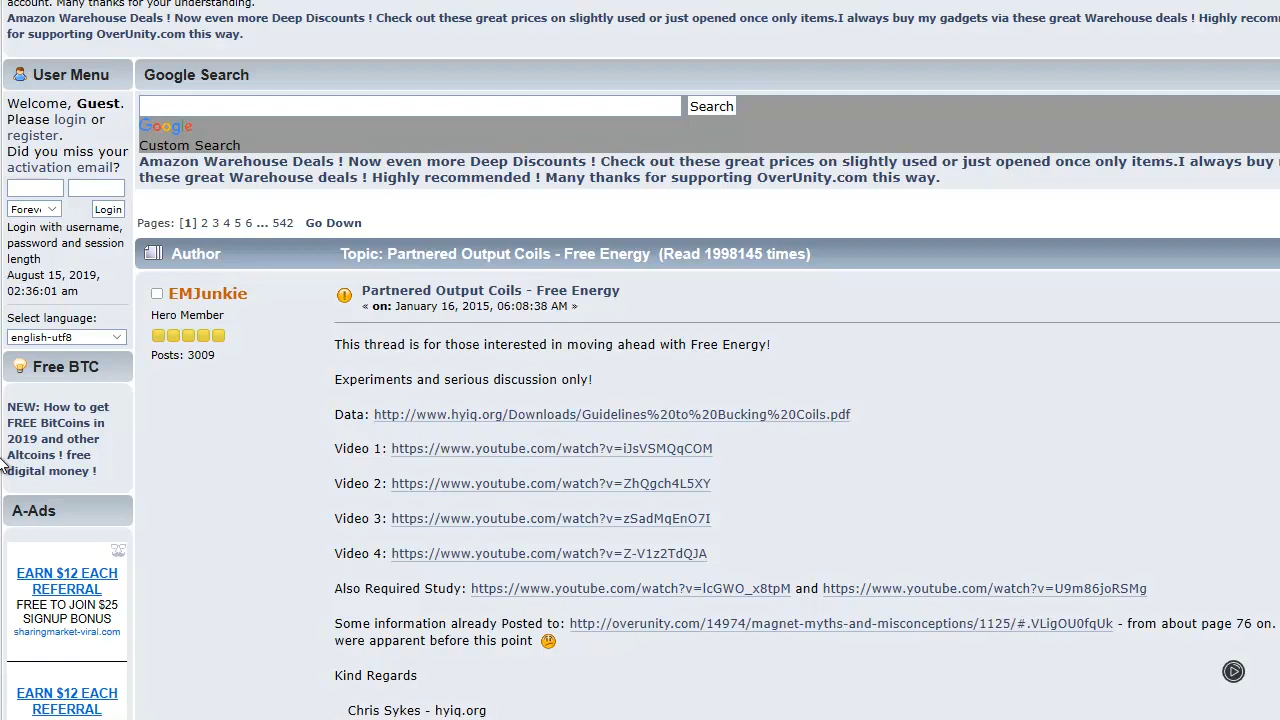 account. Many thanks for your understanding.
Amazon Warehouse Deals ! Now even more Deep Discounts ! Check out these great prices on slightly used or just opened once only items.I always buy my gadgets via these great Warehouse deals ! Highly
for supporting OverUnity.com this way.
User Menu
Google Search
Welcome, Guest.
Please login or
register.
Did you miss your
activation email?
Login
Login with username,
password and session
length
August 15, 2019,
02:36:01 am
Select language:
english-utf8
Free BTC
NEW: How to get
FREE BitCoins in
2019 and other
Altcoins ! free
digital money !
A-Ads
EARN $12 EACH
REFERRAL
FREE TO JOIN $25
SIGNUP BONUS
sharingmarket-viral.com
EARN $12 EACH
REFERRAL
Search
Google
Custom Search
Amazon Warehouse Deals ! Now even more Deep Discounts ! Check out these great prices on slightly used or just opened once only items.I always buy
these great Warehouse deals ! Highly recommended ! Many thanks for supporting OverUnity.com this way.
Pages: [1] 2 3 4 5 6 ... 542 Go Down
Author Topic: Partnered Output Coils - Free Energy (Read 1998145 times)
EMJunkie
Hero Member
Posts: 3009
Partnered Output Coils - Free Energy
« on: January 16, 2015, 06:08:38 AM »
This thread is for those interested in moving ahead with Free Energy!
Experiments and serious discussion only!
Data: http://www.hyiq.org/Downloads/Guidelines%20to%20Bucking%20Coils.pdf
Video 1: https://www.youtube.com/watch?v=iJsVSMQqCOM
Video 2: https://www.youtube.com/watch?v=ZhQgch4L5XY
Video 3: https://www.youtube.com/watch?v=zSadMqEnO7I
Video 4: https://www.youtube.com/watch?v=Z-V1z2TdQJA
Also Required Study: https://www.youtube.com/watch?v=lcGWO_x8tpM and https://www.youtube.com/watch?v=U9m86joRSMg
Some information already Posted to: http://overunity.com/14974/magnet-myths-and-misconceptions/1125/#.VLigOU0fqUk - from about page 76 on.
were apparent before this point
Kind Regards
Chris Sykes - hyiq.org